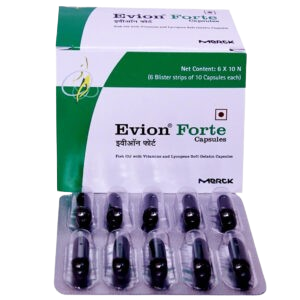 Net Content: 6 X 10 N
(6 Blister strips of 10 Capsules each)
Evion® Forte
Capsules
इवीऑन फोर्ट
Fish Oil with Vitamins and Lycopene Soft Gelatin Capsules
MERCK